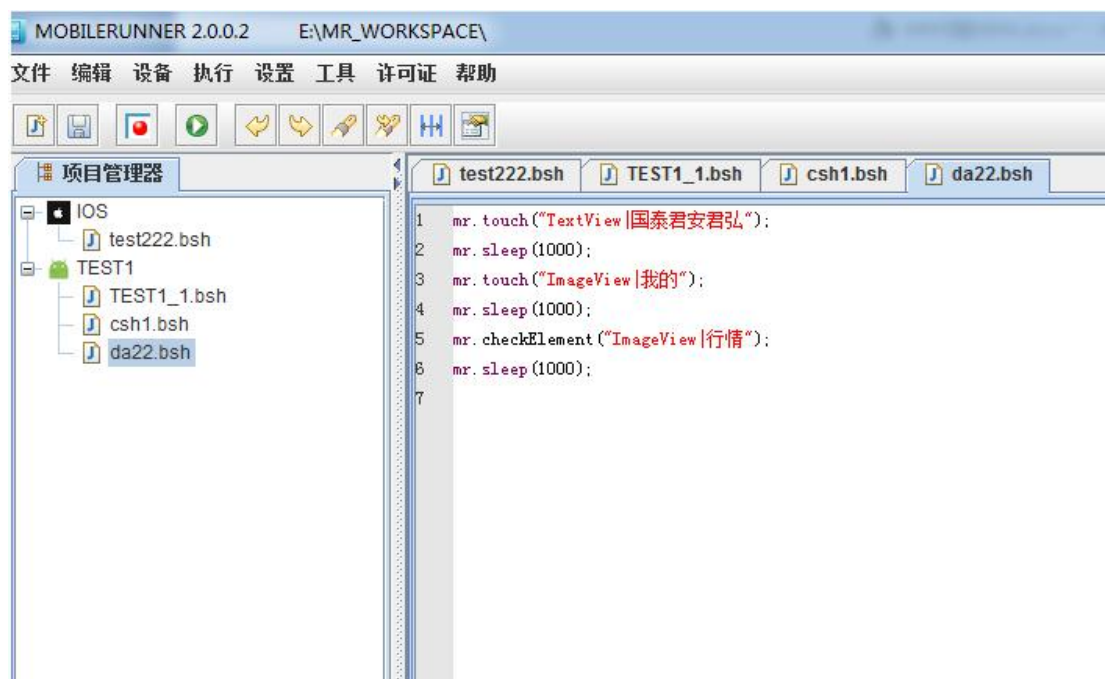 MOBILERUNNER 2.0.0.2 E:\MR_WORKSPACE\
文件 编辑 设备 执行 设置 工具 许可证 帮助
项目管理器
IOS
test222.bsh
TEST1
TEST1_1.bsh
csh1.bsh
da22.bsh
test222.bsh TEST1_1.bsh csh1.bsh da22.bsh
1 mr.touch("TextView|国泰君安君弘");
2 mr.sleep(1000);
3 mr.touch("ImageView|我的");
4 mr.sleep(1000);
5 mr.checkElement("ImageView|行情");
6 mr.sleep(1000);
7